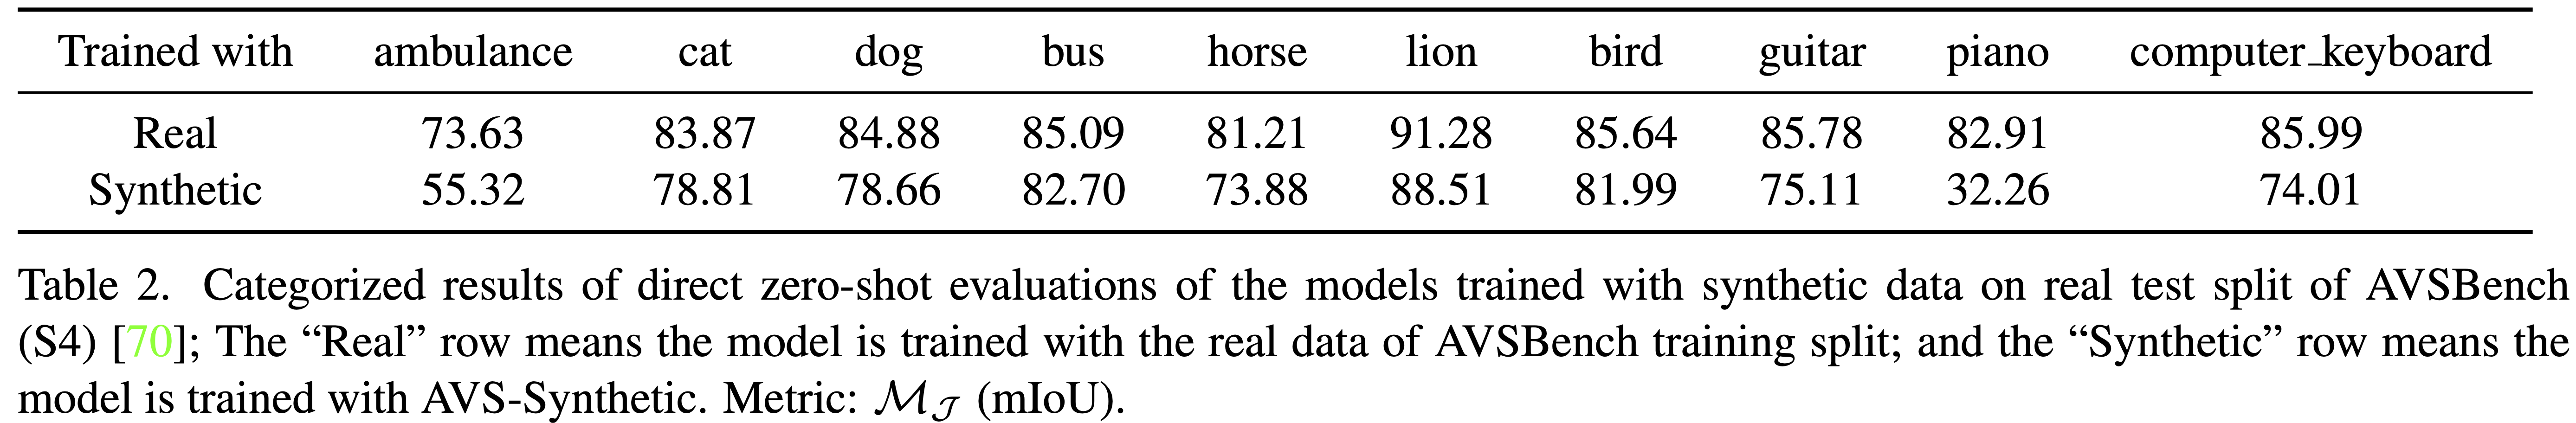 Trained with ambulance cat dog bus horse lion bird guitar piano computer_keyboard
Real 73.63 83.87 84.88 85.09 81.21 91.28 85.64 85.78 82.91 85.99
Synthetic 55.32 78.81 78.66 82.70 73.88 88.51 81.99 75.11 32.26 74.01
Table 2. Categorized results of direct zero-shot evaluations of the models trained with synthetic data on real test split of AVSBench
(S4) [70]; The “Real” row means the model is trained with the real data of AVSBench training split; and the “Synthetic” row means the
model is trained with AVS-Synthetic. Metric: $\mathcal{M}_{\mathcal{J}}$ (mIoU).